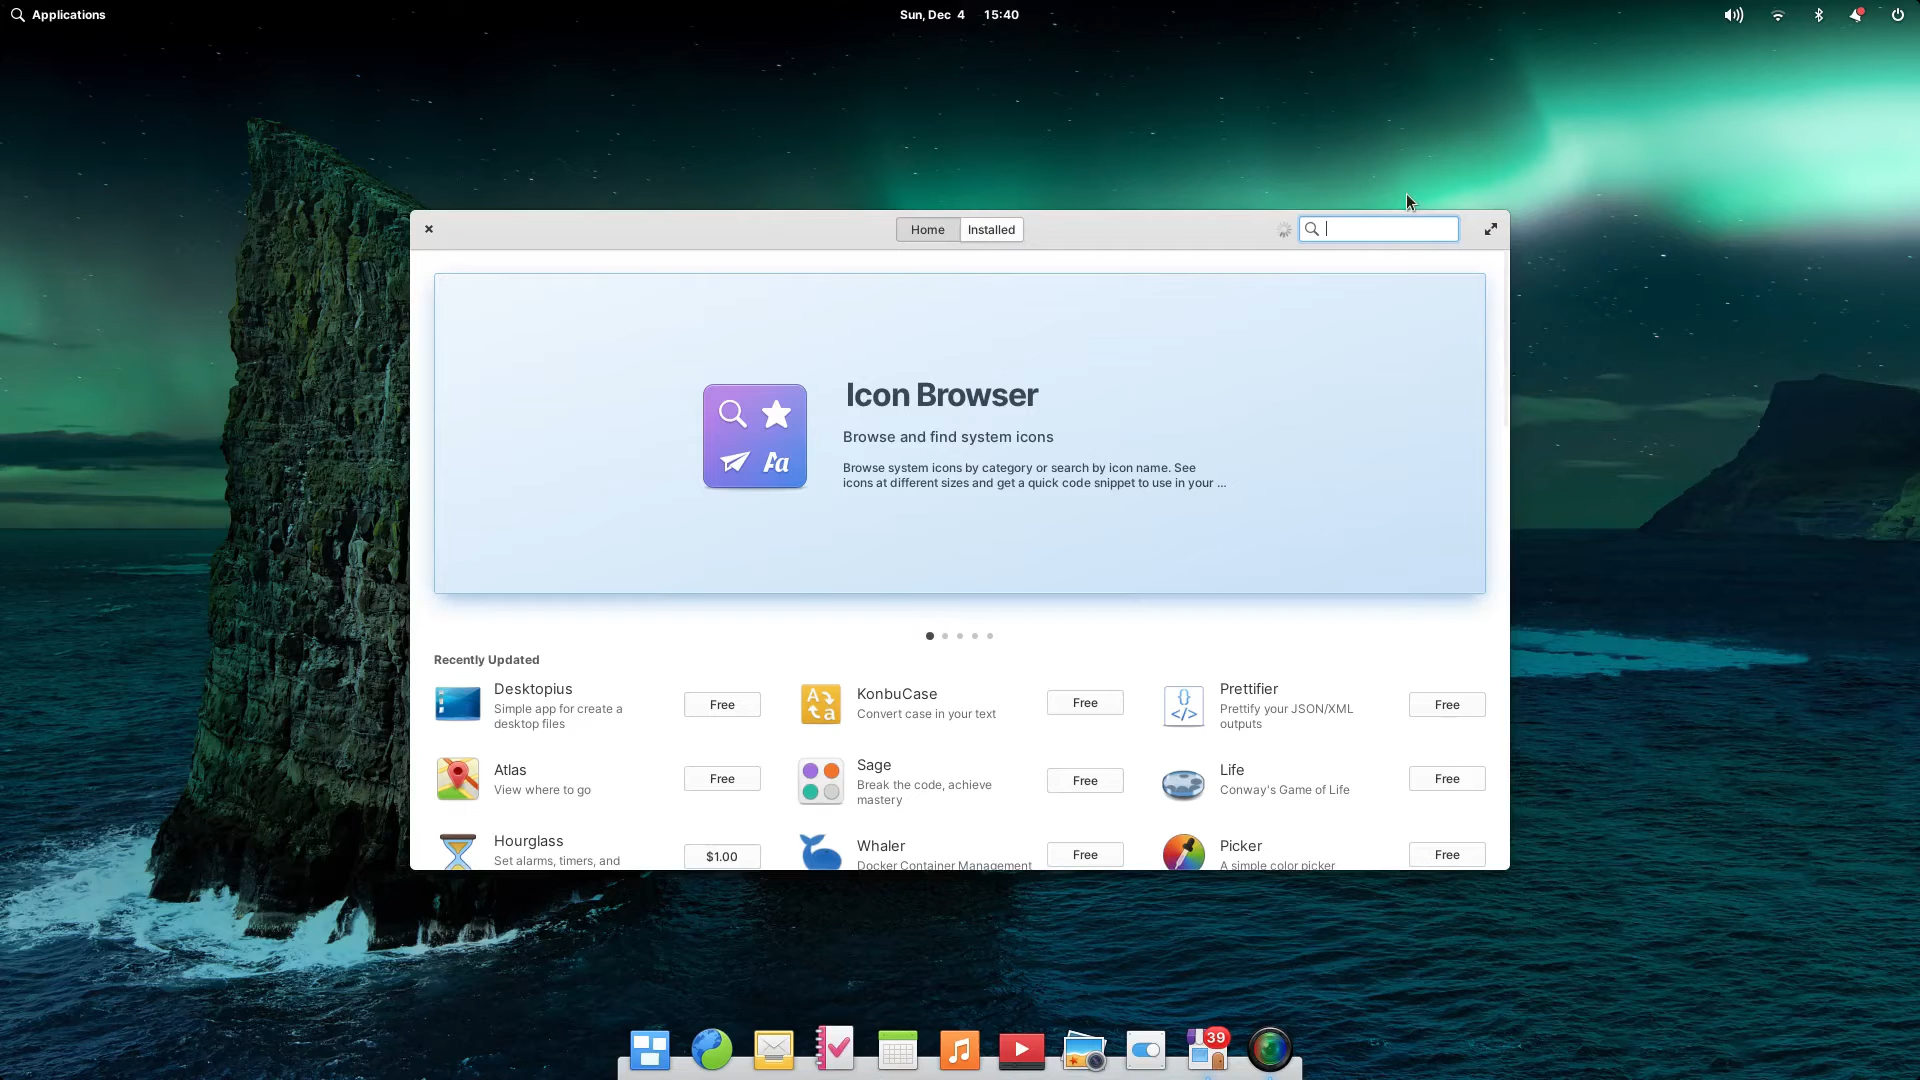 Applications
Sun, Dec 4 15:40
Home
Installed
Icon Browser
Browse and find system icons
Browse system icons by category or search by icon name. See
icons at different sizes and get a quick code snippet to use in your ...
Aa
Recently Updated
Desktopius
Simple app for create a
desktop files
Free
KonbuCase
Convert case in your text
Free
Prettifier
Prettify your JSON/XML
outputs
Free
Atlas
View where to go
Free
Sage
Break the code, achieve
mastery
Free
Life
Conway's Game of Life
Free
Hourglass
Set alarms, timers, and
$1.00
Whaler
Docker Container Management
Free
Picker
A simple color picker
Free
39